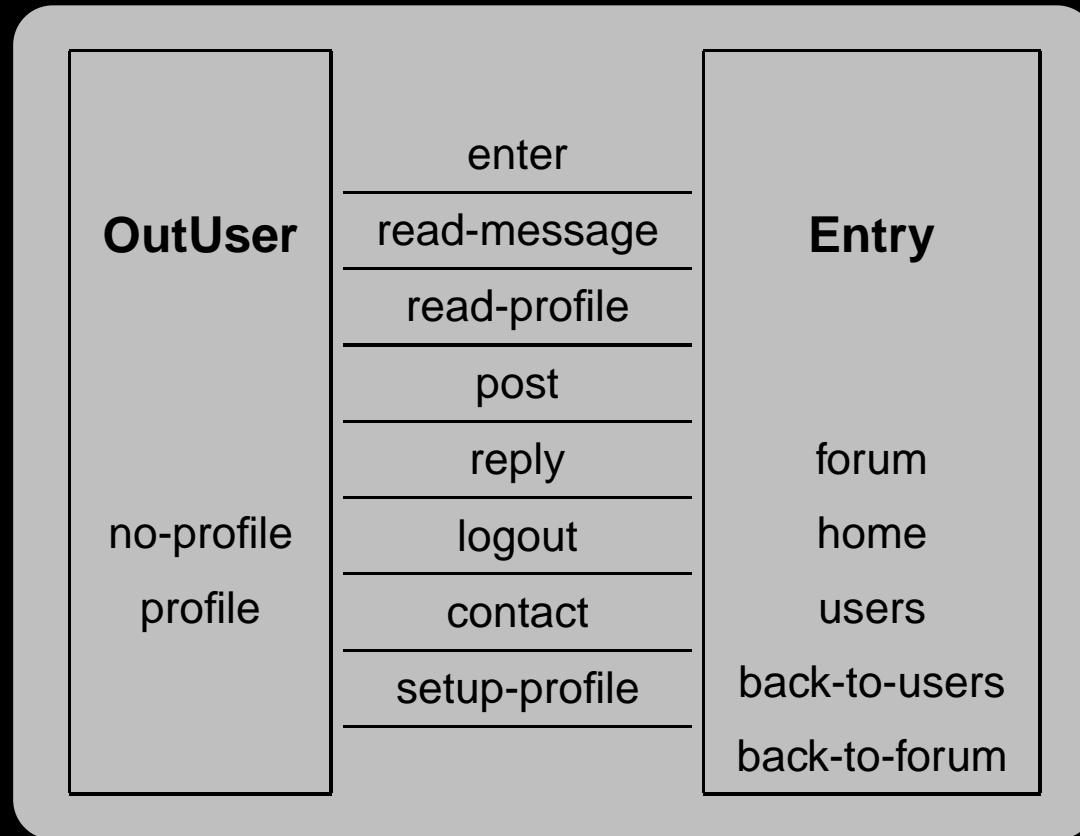 OutUser
no-profile
profile
enter
read-message
read-profile
post
reply
logout
contact
setup-profile
Entry
forum
home
users
back-to-users
back-to-forum